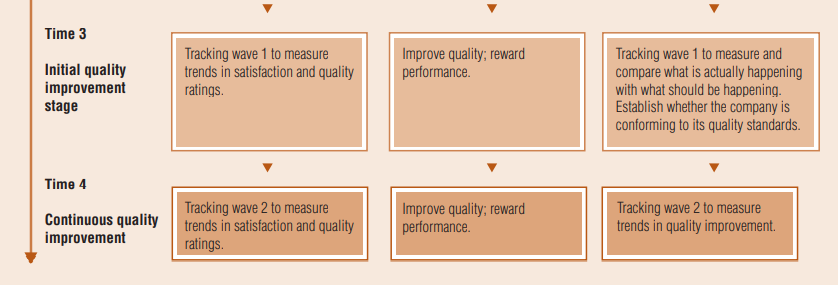 Time 3
Initial quality
improvement
stage
Tracking wave 1 to measure
trends in satisfaction and quality
ratings.
Improve quality; reward
performance.
Tracking wave 1 to measure and
compare what is actually happening
with what should be happening.
Establish whether the company is
conforming to its quality standards.
Time 4
Continuous quality
improvement
Tracking wave 2 to measure
trends in satisfaction and quality
ratings.
Improve quality; reward
performance.
Tracking wave 2 to measure
trends in quality improvement.